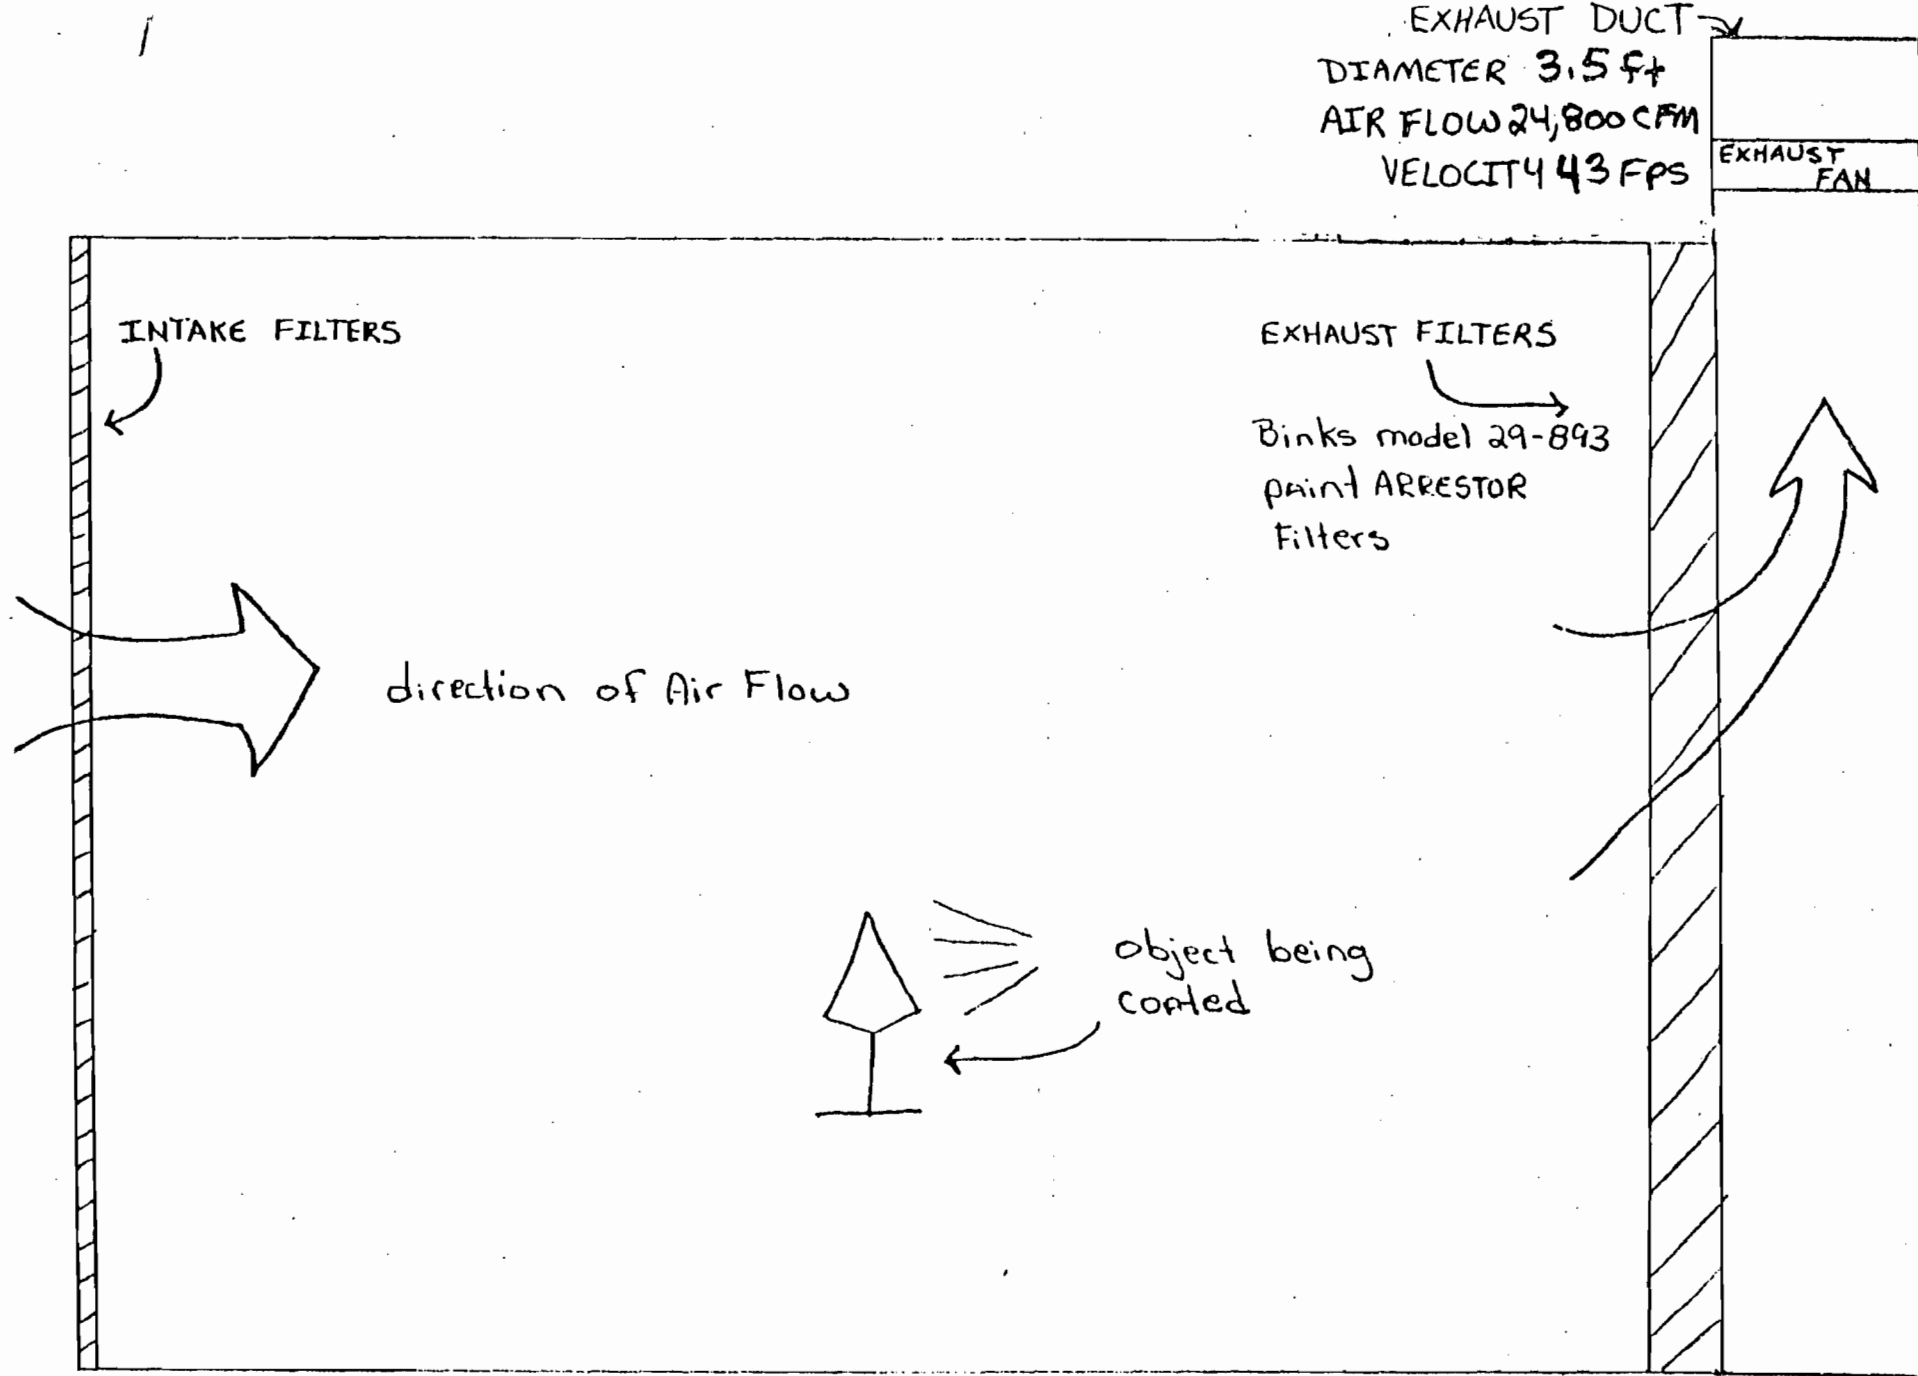 1
EXHAUST DUCT
DIAMETER 3.5 ft
AIR FLOW 24,800 CFM
VELOCITY 43 FPS
EXHAUST
FAN
INTAKE FILTERS
EXHAUST FILTERS
Binks model 29-893
paint ARRESTOR
Filters
direction of Air Flow
object being
coated